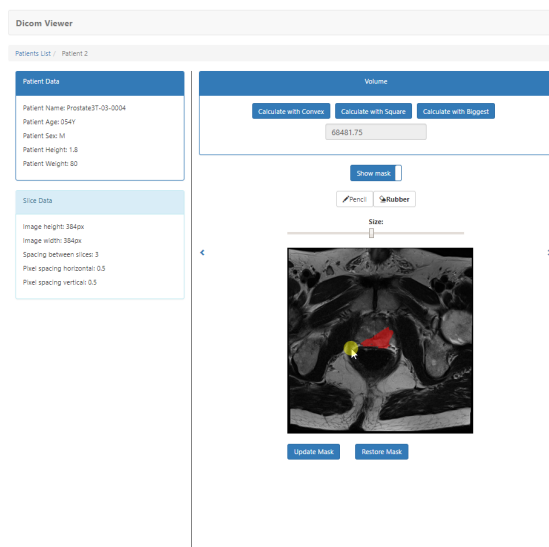 Dicom Viewer
Patients List / Patient 2
Patient Data
Patient Name: Prostate3T-03-0004
Patient Age: 054Y
Patient Sex: M
Patient Height: 1.8
Patient Weight: 80
Slice Data
Image height: 384px
Image width: 384px
Spacing between slices: 3
Pixel spacing horizontal: 0.5
Pixel spacing vertical: 0.5
Volume
Calculate with Convex Calculate with Square Calculate with Biggest
68481.75
Show mask
Pencil Rubber
Size:
Update Mask Restore Mask